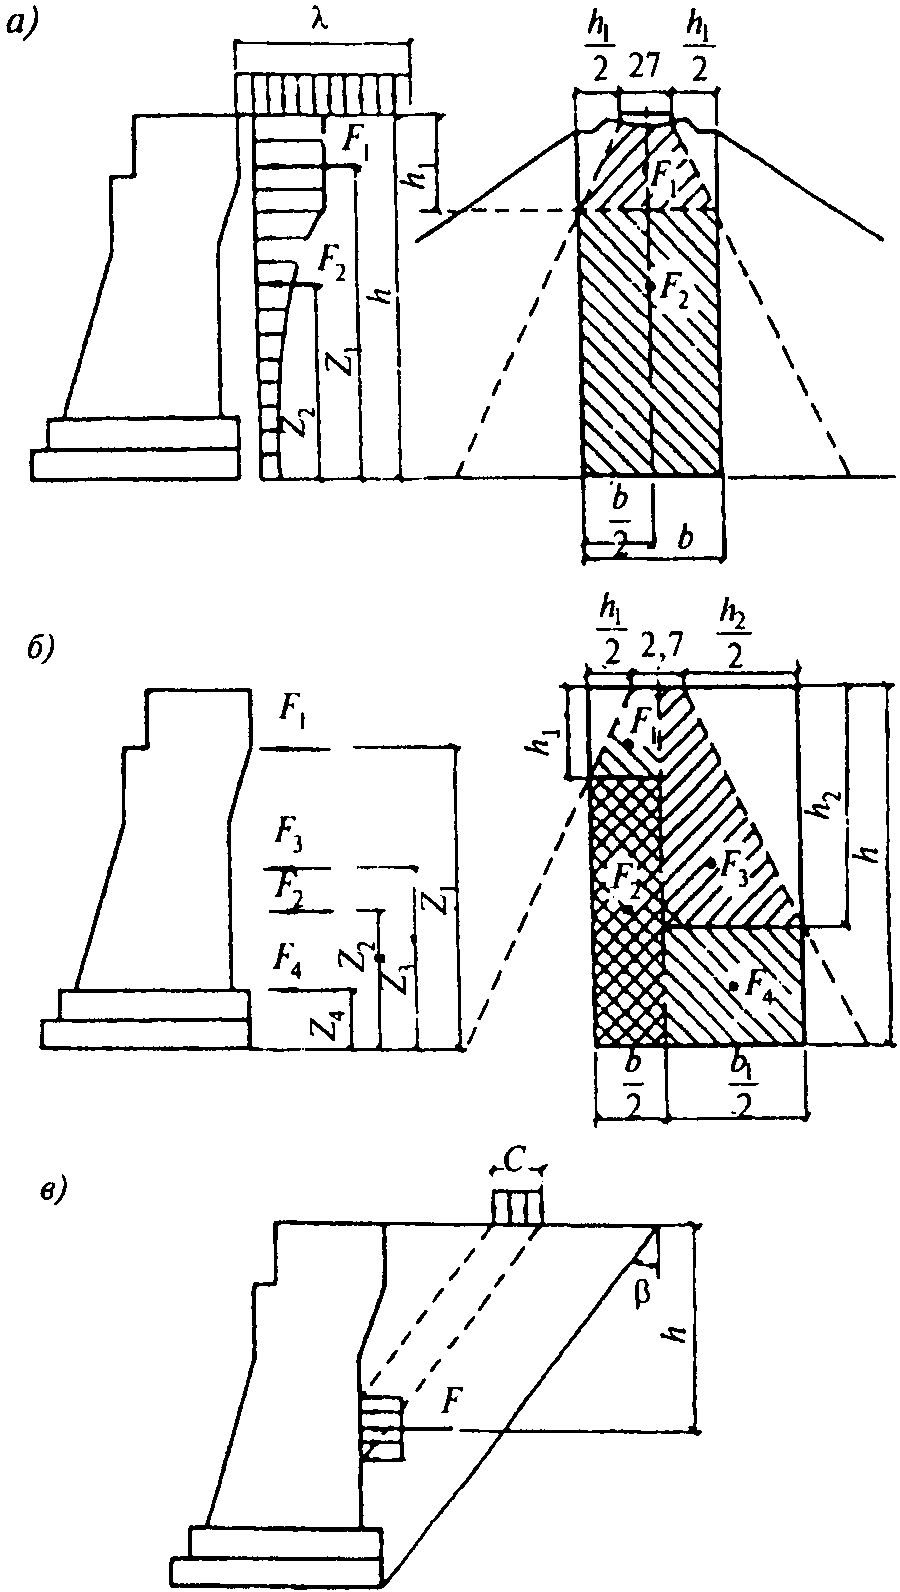 а)
λ
h₁/2 27 h₁/2
F₁
h₁
F₁
F₂
h
F₂
Z₁
Z₂
b/2
b
б)
h₁/2 2,7 h₂/2
F₁
F₁
h₁
h₂
F₃
h
F₂
F₂
F₃
Z₁
Z₂
Z₃
F₄
F₄
Z₄
b/2 b₁/2
в)
C
β
h
F